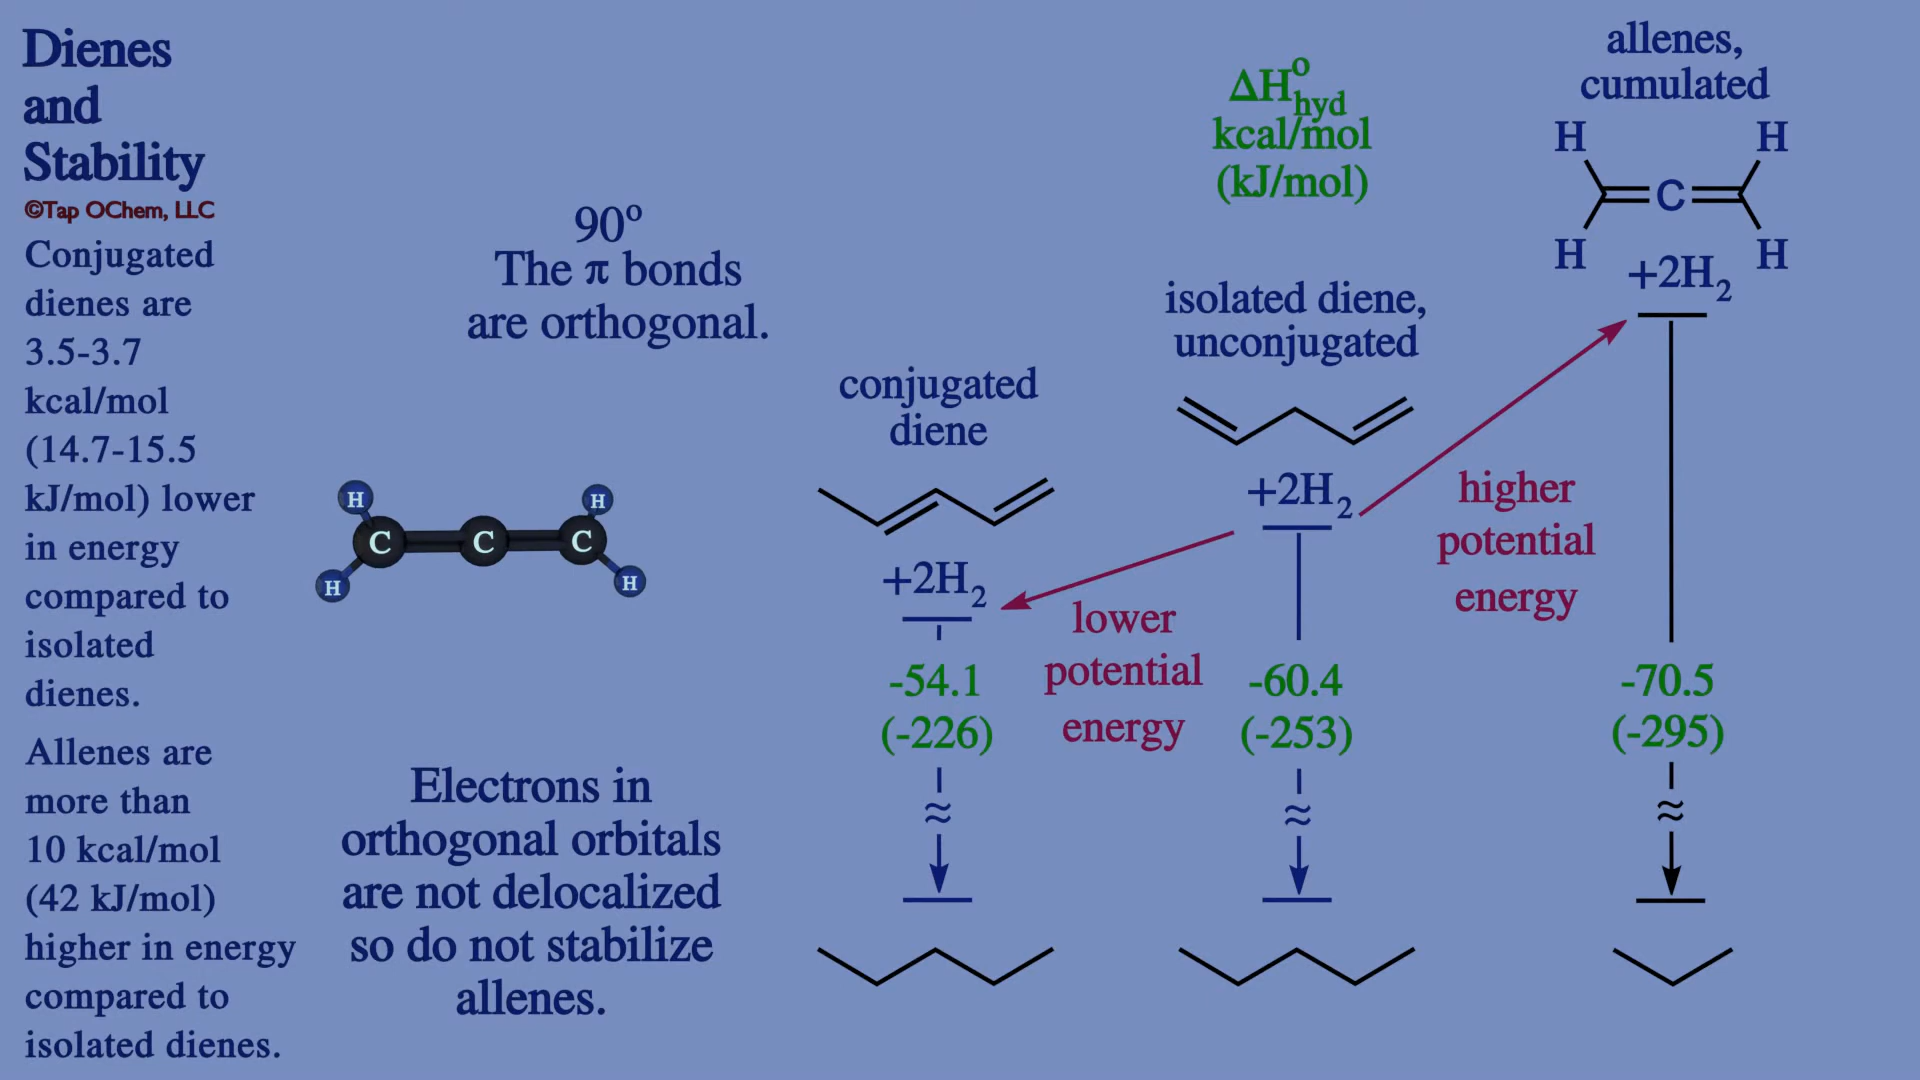 Dienes
and
Stability
©Tap OChem, LLC
Conjugated
dienes are
3.5-3.7
kcal/mol
(14.7-15.5
kJ/mol) lower
in energy
compared to
isolated
dienes.
Allenes are
more than
10 kcal/mol
(42 kJ/mol)
higher in energy
compared to
isolated dienes.
90º
The π bonds
are orthogonal.
H H
C C C
H H
Electrons in
orthogonal orbitals
are not delocalized
so do not stabilize
allenes.
conjugated
diene
+2H₂
-54.1
(-226)
≈
lower
potential
energy
ΔHº hyd
kcal/mol
(kJ/mol)
isolated diene,
unconjugated
+2H₂
-60.4
(-253)
≈
higher
potential
energy
allenes,
cumulated
H H
C
H H
+2H₂
-70.5
(-295)
≈